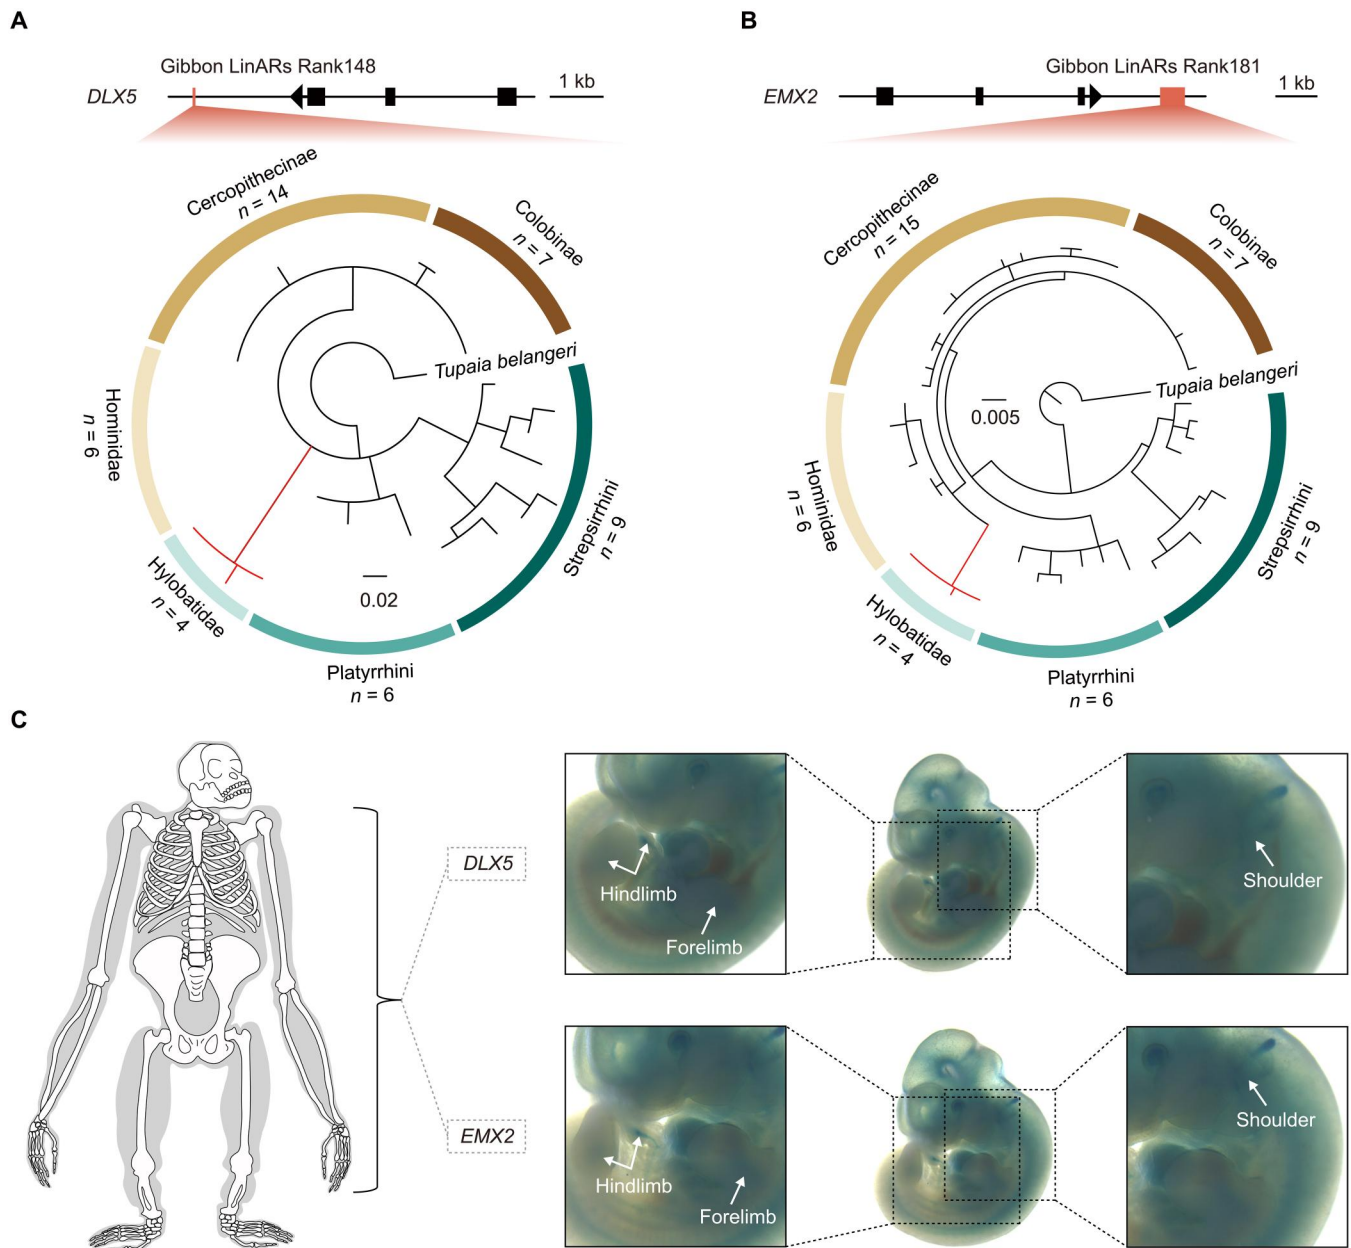 A
Gibbon LinARs Rank148
DLX5
1 kb
Cercopithecinae
n = 14
Colobinae
n = 7
Tupaia belangeri
Hominidae
n = 6
Hylobatidae
n = 4
0.02
Strepsirrhini
n = 9
Platyrrhini
n = 6
B
Gibbon LinARs Rank181
EMX2
1 kb
Cercopithecinae
n = 15
Colobinae
n = 7
Tupaia belangeri
0.005
Hominidae
n = 6
Hylobatidae
n = 4
Strepsirrhini
n = 9
Platyrrhini
n = 6
C
DLX5
Hindlimb
Forelimb
Shoulder
EMX2
Hindlimb
Forelimb
Shoulder